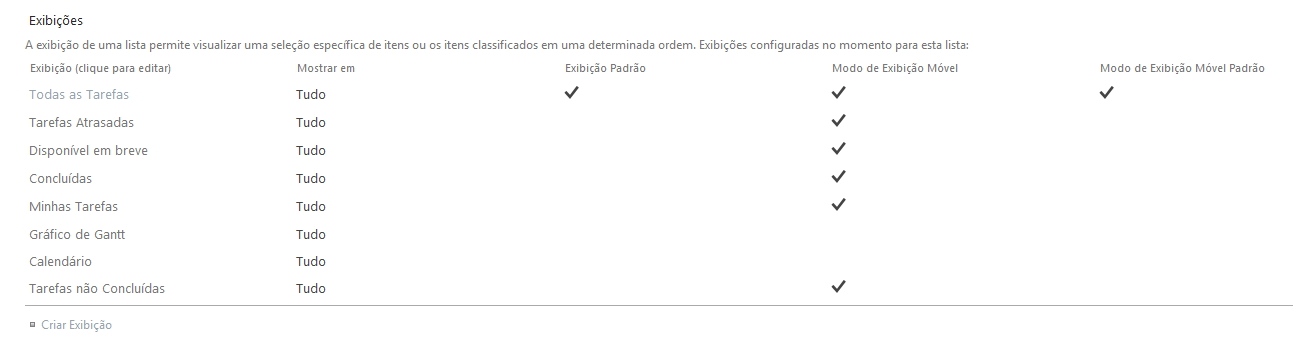 Exibições
A exibição de uma lista permite visualizar uma seleção específica de itens ou os itens classificados em uma determinada ordem. Exibições configuradas no momento para esta lista:
Exibição (clique para editar) Mostrar em Exibição Padrão Modo de Exibição Móvel Modo de Exibição Móvel Padrão
Todas as Tarefas Tudo ✓ ✓ ✓
Tarefas Atrasadas Tudo ✓
Disponível em breve Tudo ✓
Concluídas Tudo ✓
Minhas Tarefas Tudo ✓
Gráfico de Gantt Tudo
Calendário Tudo
Tarefas não Concluídas Tudo ✓
Criar Exibição